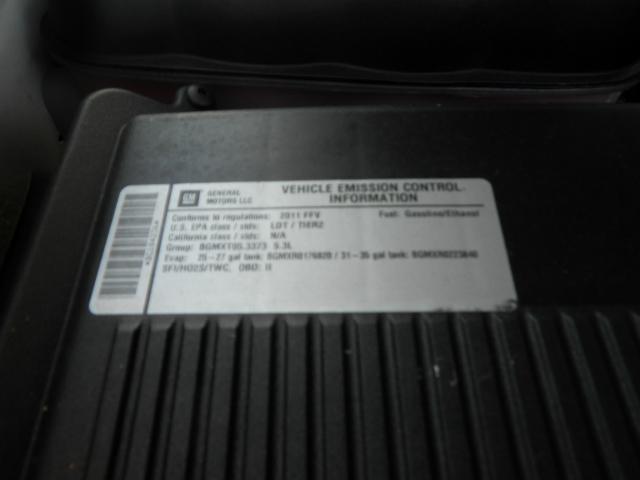 GM GENERAL MOTORS LLC
VEHICLE EMISSION CONTROL INFORMATION
Conforms to regulations: 2011 FFV Fuel: Gasoline/Ethanol
U.S. EPA class / stds: LDT / TIER2
California class / stds: N/A
Group: BGMXT05.3373 5.3L
Evap: 25-27 gal tank: BGMXR0176820 / 31-35 gal tank: BGMXR0223840
SFI/HO2S/TWC, OBD: II